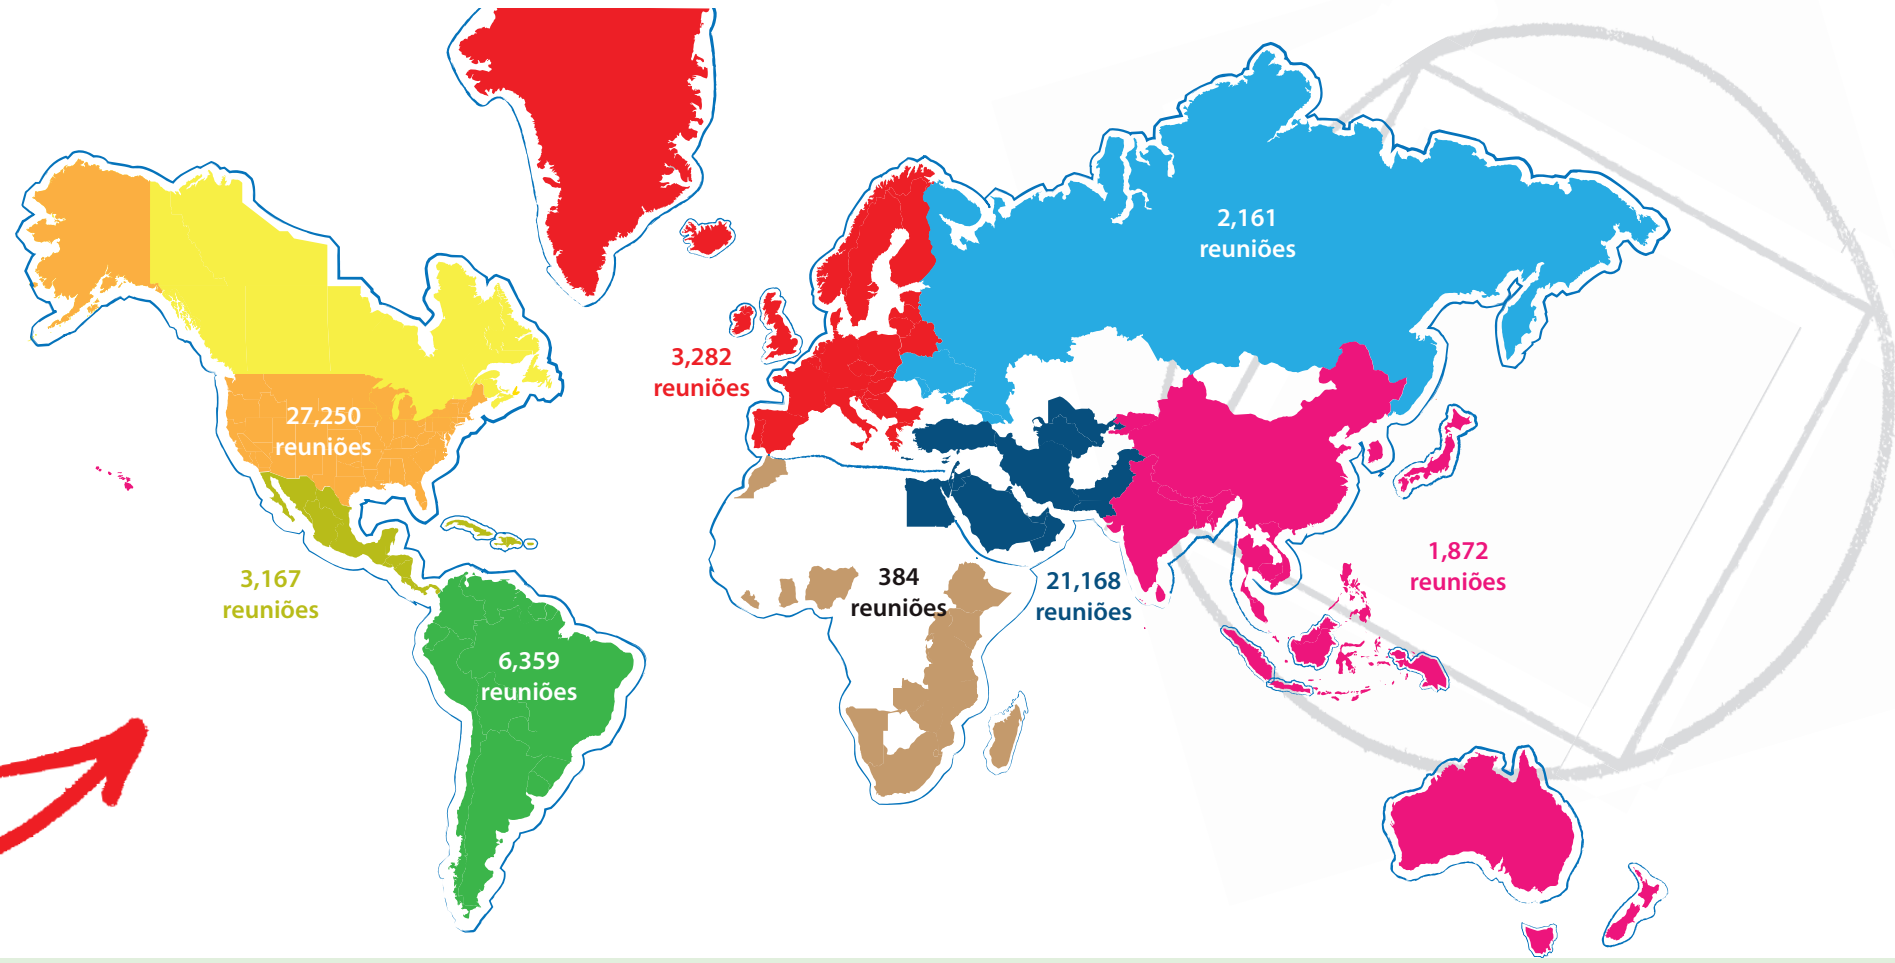 2,161
reuniões
3,282
reuniões
27,250
reuniões
1,872
reuniões
3,167
reuniões
384
reuniões
21,168
reuniões
6,359
reuniões